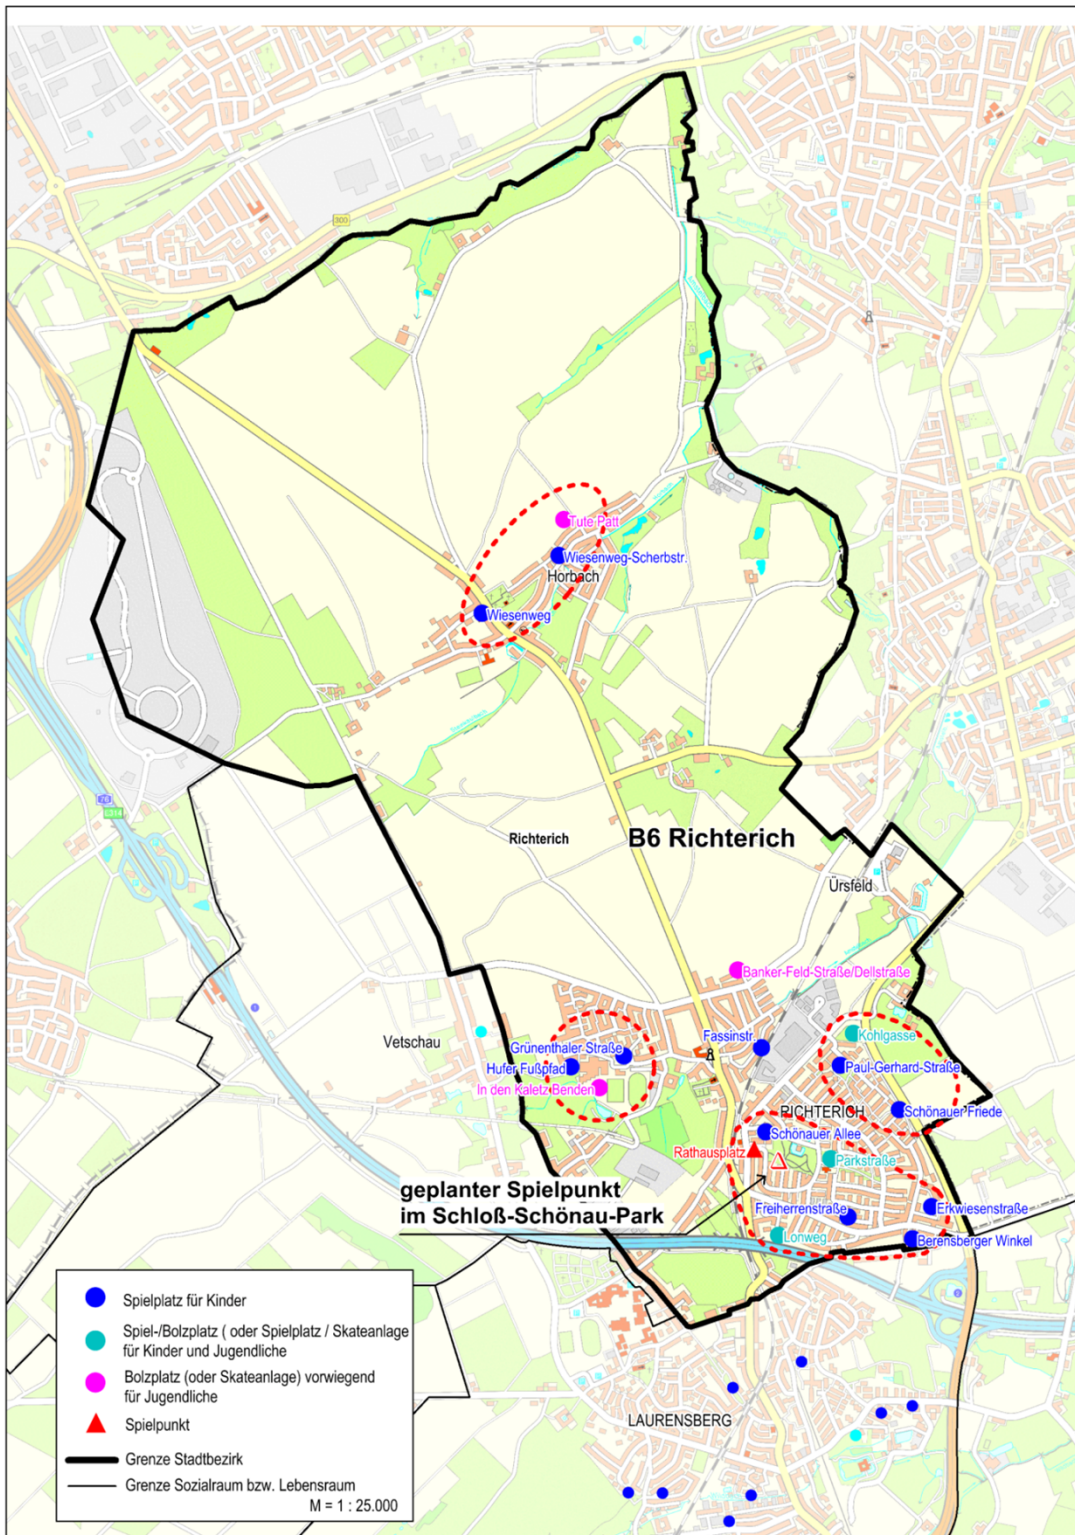 300
Tute Patt
Wiesenweg-Scherbstr.
Horbach
Wiesenweg
A 76
L314
Richterich
B6 Richterich
Ürsfeld
Banker-Feld-Straße/Dellstraße
Vetschau
Fassinstr.
Kohlgasse
Grünenthaler Straße
Hufer Fußpfad
Paul-Gerhard-Straße
In den Kaletz Benden
RICHTERICH
Schönauer Friede
Schönauer Allee
Rathausplatz
Parkstraße
geplanter Spielpunkt
im Schloß-Schönau-Park
Freiherrenstraße
Erkwiesenstraße
Lonweg
Berensberger Winkel
Spielplatz für Kinder
Spiel-/Bolzplatz ( oder Spielplatz / Skateanlage
für Kinder und Jugendliche
Bolzplatz (oder Skateanlage) vorwiegend
für Jugendliche
Spielpunkt
Grenze Stadtbezirk
Grenze Sozialraum bzw. Lebensraum
M = 1 : 25.000
LAURENSBERG